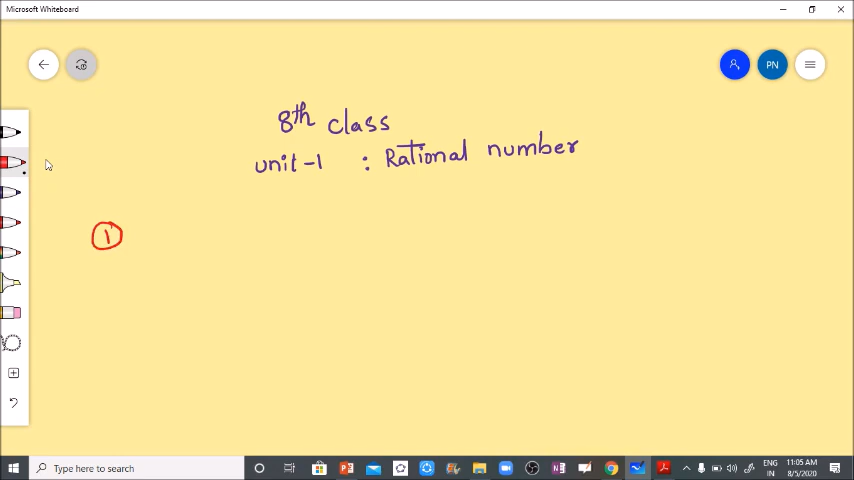 Microsoft Whiteboard
PN
8th class
unit-1 : Rational number
1
Type here to search
ENG
IN
11:05 AM
8/5/2020